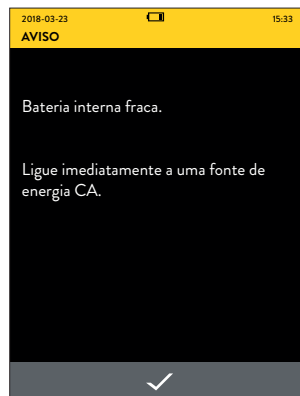 2018-03-23 15:33
AVISO
Bateria interna fraca.
Ligue imediatamente a uma fonte de
energia CA.